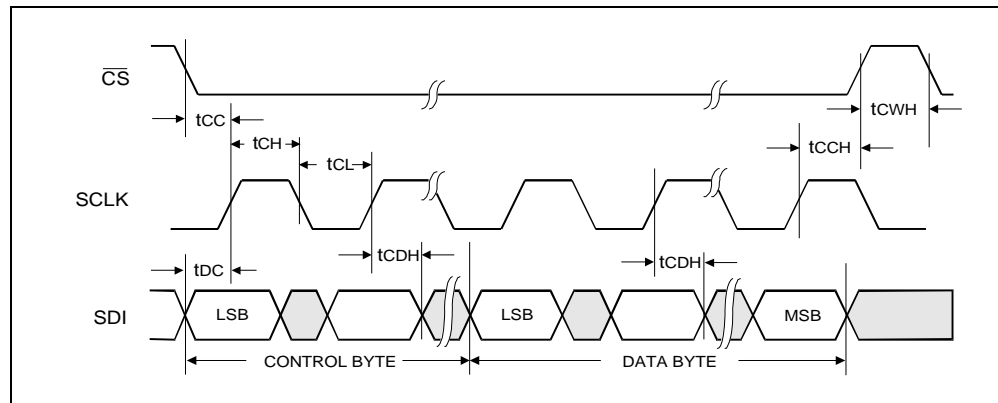 CS
tCC
tCH
tCL
tCWH
tCCH
SCLK
tCDH
tDC
tCDH
SDI
LSB
LSB
MSB
CONTROL BYTE
DATA BYTE